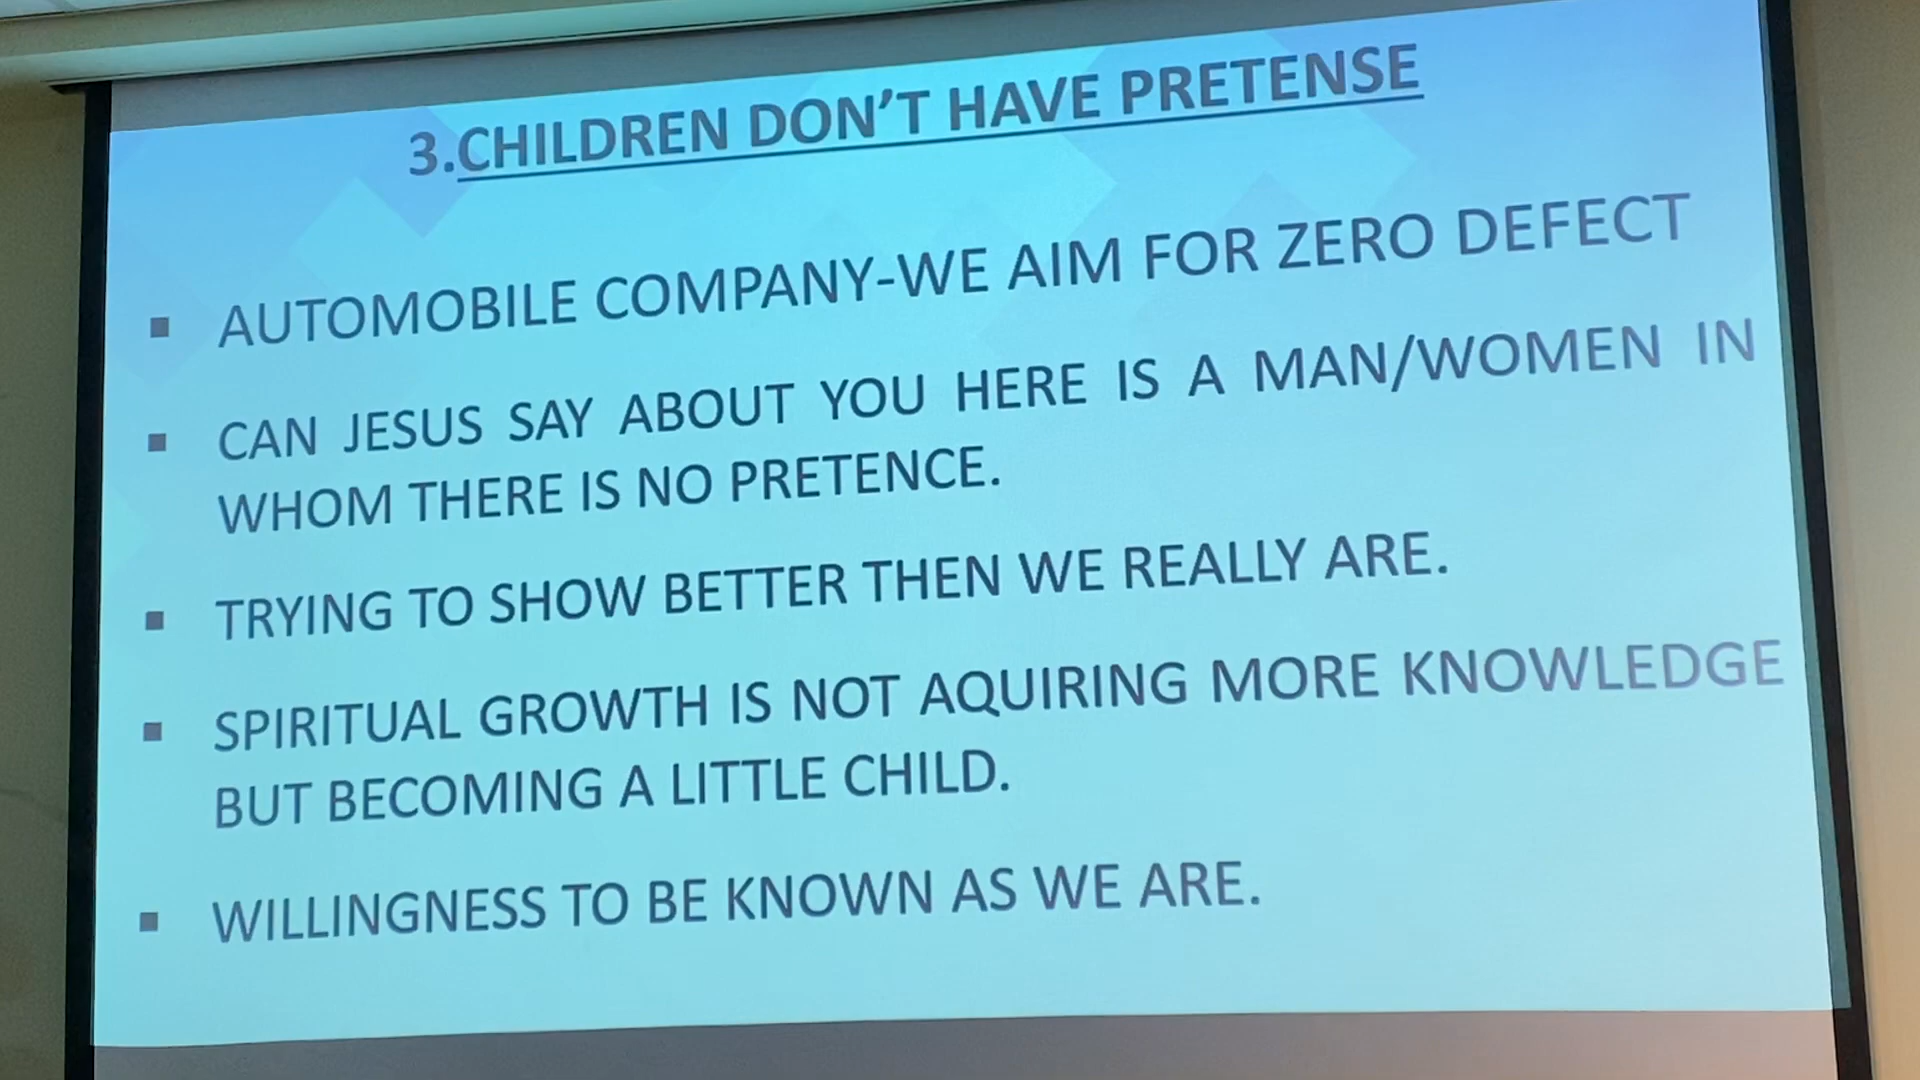 3.CHILDREN DON'T HAVE PRETENSE
▪ AUTOMOBILE COMPANY-WE AIM FOR ZERO DEFECT
▪ CAN JESUS SAY ABOUT YOU HERE IS A MAN/WOMEN IN
WHOM THERE IS NO PRETENCE.
▪ TRYING TO SHOW BETTER THEN WE REALLY ARE.
▪ SPIRITUAL GROWTH IS NOT AQUIRING MORE KNOWLEDGE
BUT BECOMING A LITTLE CHILD.
▪ WILLINGNESS TO BE KNOWN AS WE ARE.